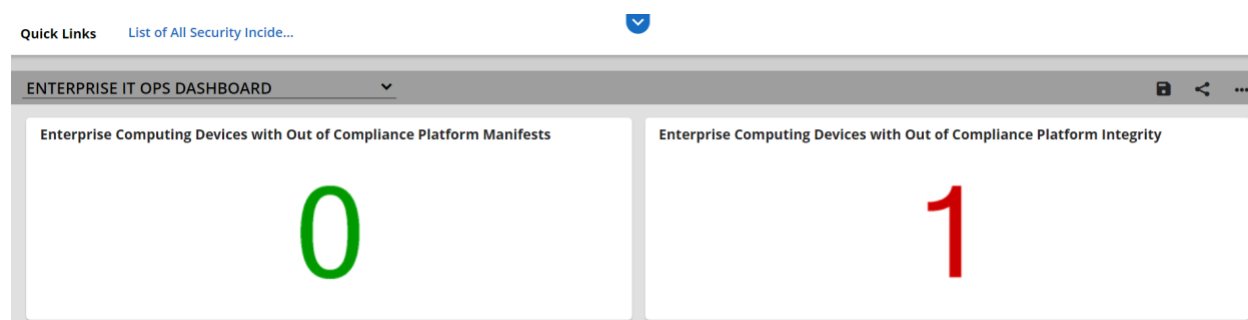 Quick Links List of All Security Incide...
ENTERPRISE IT OPS DASHBOARD
Enterprise Computing Devices with Out of Compliance Platform Manifests
0
Enterprise Computing Devices with Out of Compliance Platform Integrity
1